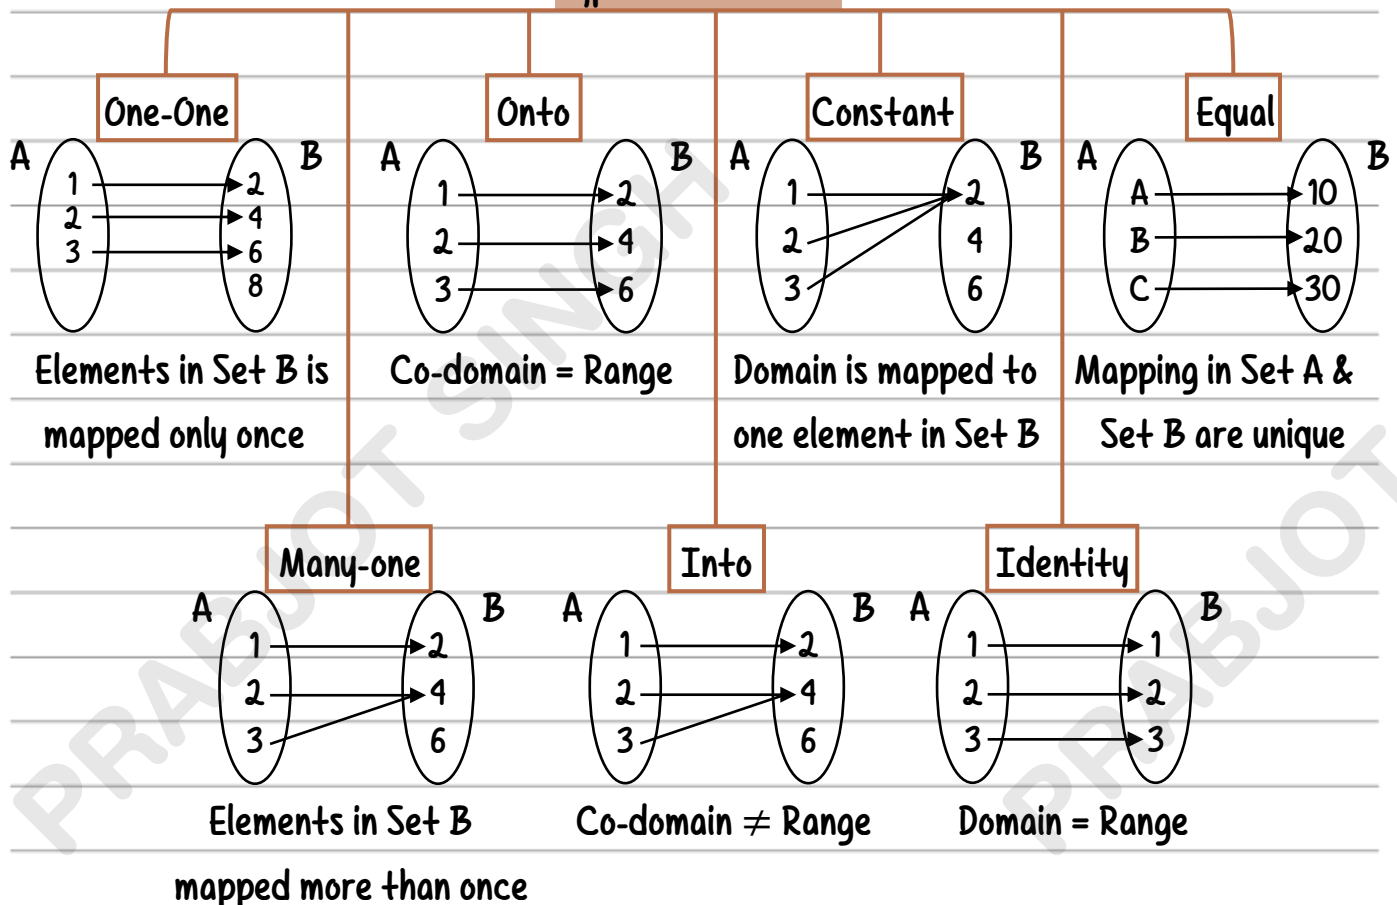 One-One
Onto
Constant
Equal
A
B
A
B
A
B
A
B
1
2
2
4
3
6
8
1
2
2
4
3
6
1
2
2
4
3
6
A
10
B
20
C
30
Elements in Set B is
mapped only once
Co-domain = Range
Domain is mapped to
one element in Set B
Mapping in Set A &
Set B are unique
Many-one
Into
Identity
A
B
A
B
A
B
1
2
2
4
3
6
1
2
2
4
3
6
1
1
2
2
3
3
Elements in Set B
mapped more than once
Co-domain ≠ Range
Domain = Range
PRABJOT SINGH
PRABJOT